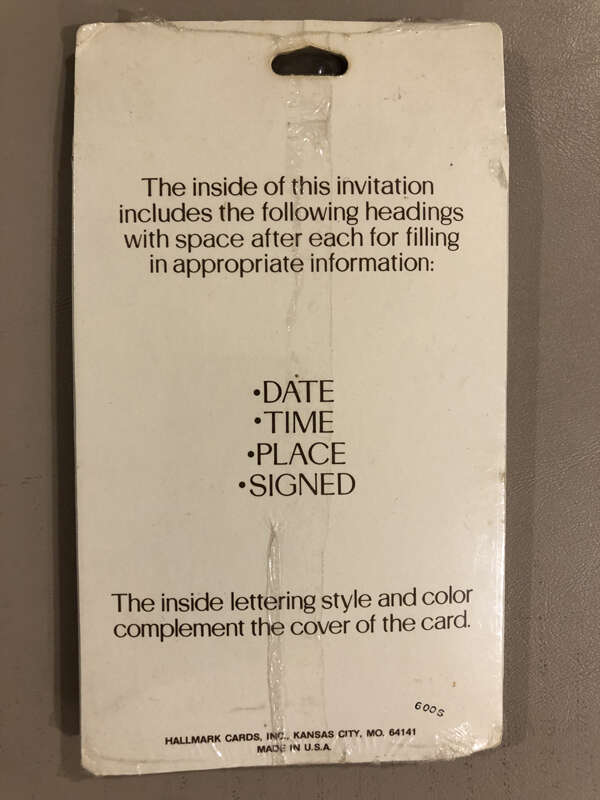 The inside of this invitation
includes the following headings
with space after each for filling
in appropriate information:
•DATE
•TIME
•PLACE
•SIGNED
The inside lettering style and color
complement the cover of the card.
600S
HALLMARK CARDS, INC., KANSAS CITY, MO. 64141
MADE IN U.S.A.